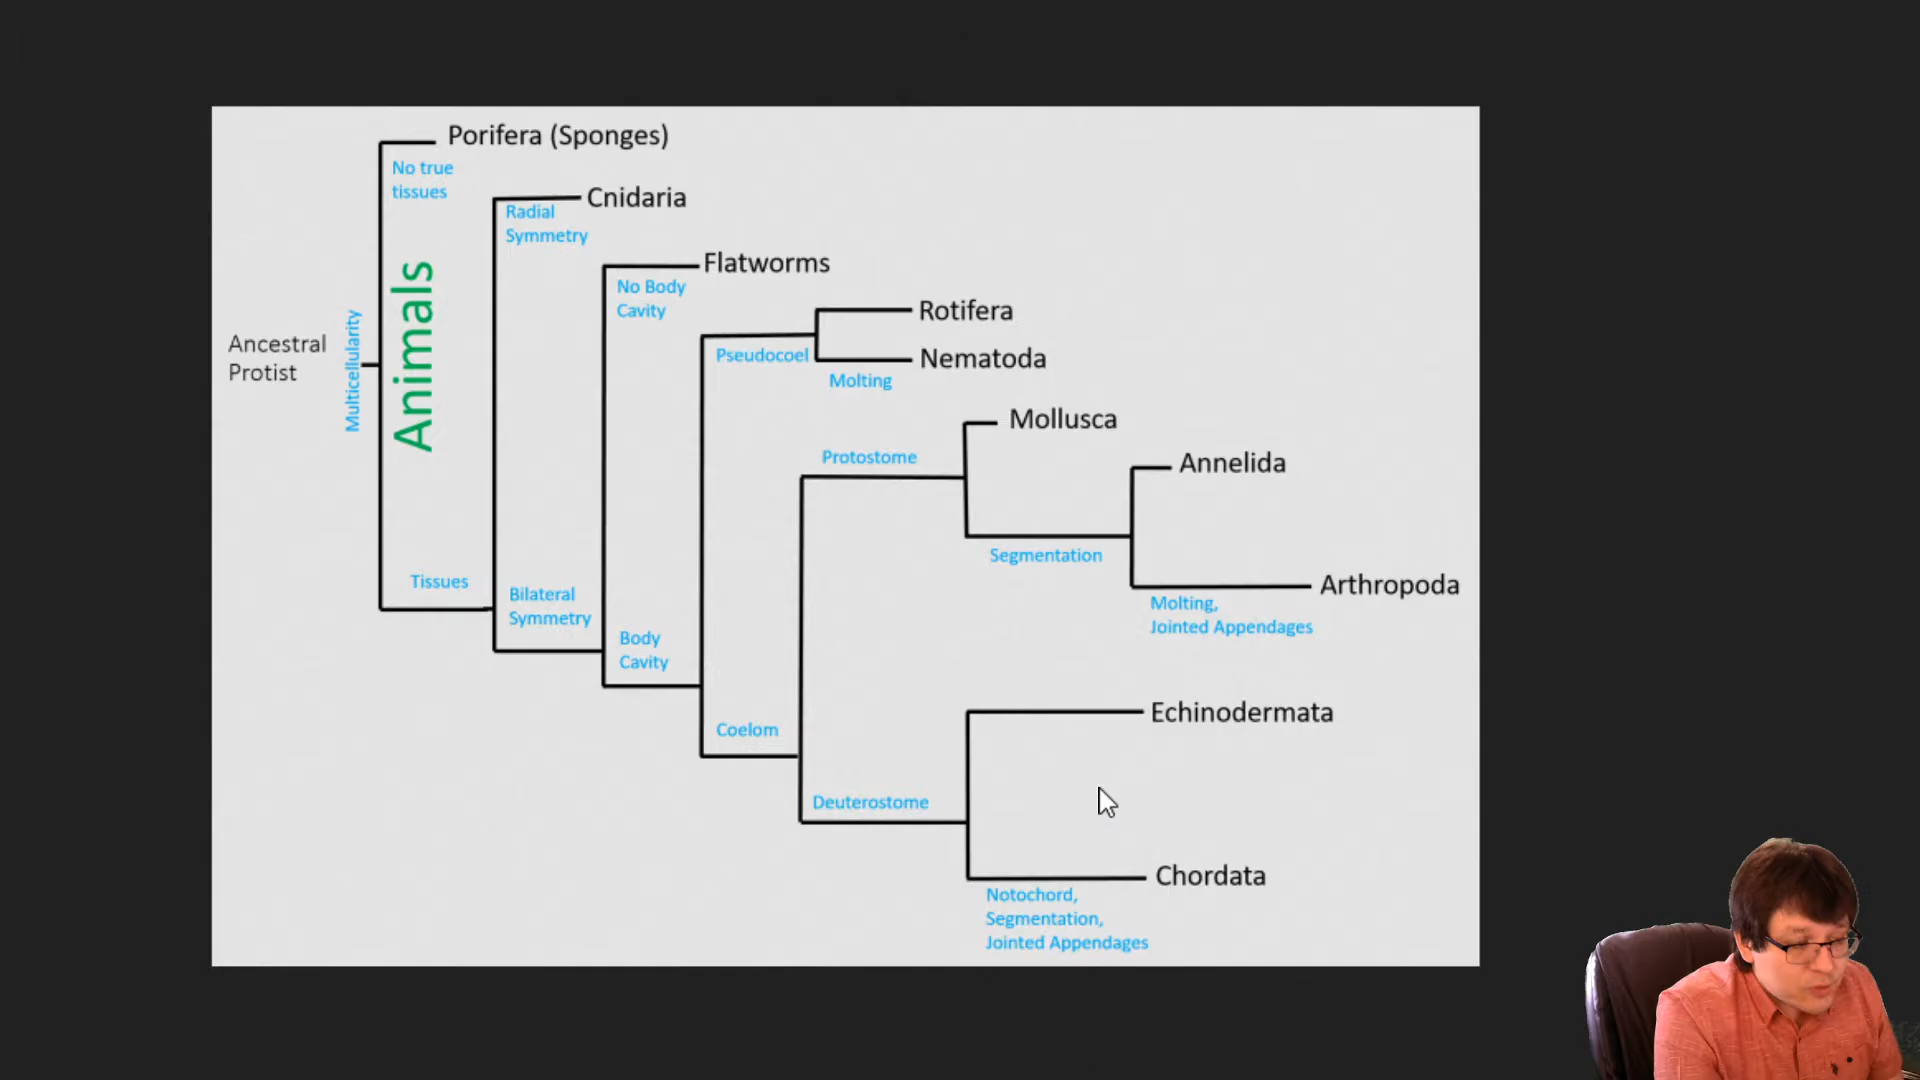 Porifera (Sponges)
No true
tissues
Cnidaria
Radial
Symmetry
Flatworms
No Body
Cavity
Rotifera
Pseudocoel
Nematoda
Molting
Ancestral
Protist
Multicellularity
Animals
Mollusca
Protostome
Annelida
Segmentation
Arthropoda
Molting,
Jointed Appendages
Tissues
Bilateral
Symmetry
Body
Cavity
Coelom
Echinodermata
Deuterostome
Chordata
Notochord,
Segmentation,
Jointed Appendages